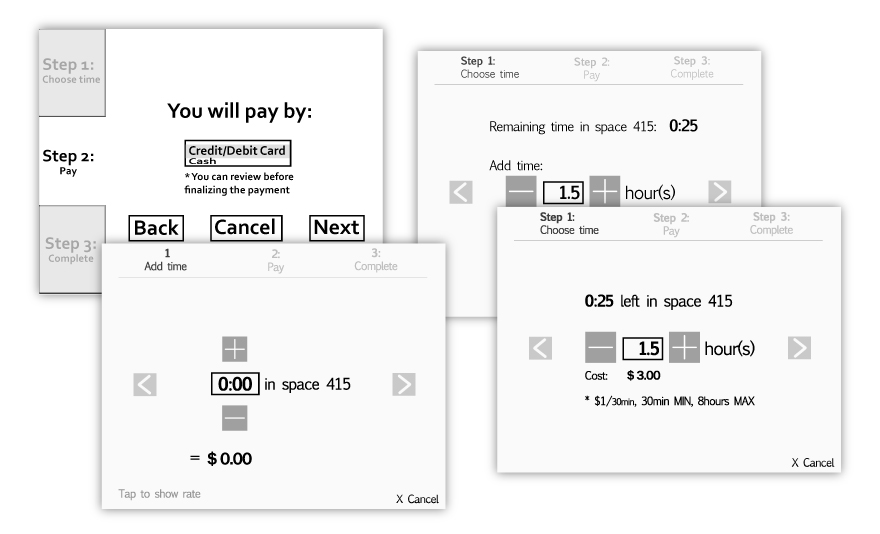 Step 1:
Choose time
You will pay by:
Step 2:
Pay
Credit/Debit Card
Cash
*You can review before
finalizing the payment
Step 3:
Complete
Back Cancel Next
Step 1: Step 2: Step 3:
Choose time Pay Complete
Remaining time in space 415: 0:25
Add time:
< — 1.5 + hour(s) >
1 2: 3:
Add time Pay Complete
+
< 0:00 in space 415 >
—
= $0.00
Tap to show rate X Cancel
Step 1: Step 2: Step 3:
Choose time Pay Complete
0:25 left in space 415
< — 1.5 + hour(s) >
Cost: $3.00
* $1/30min, 30min MIN, 8hours MAX
X Cancel